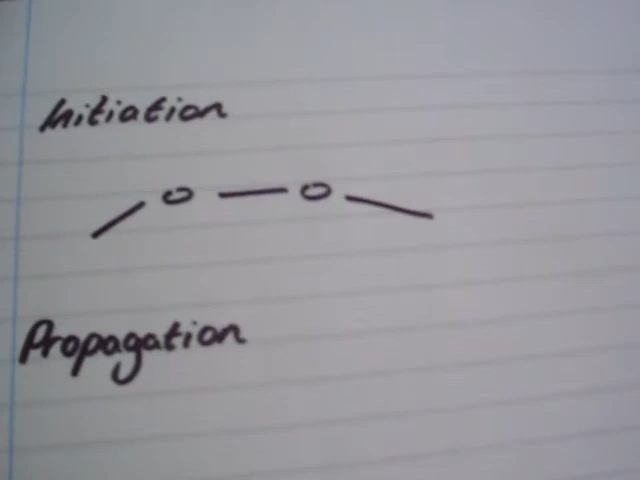 Initiation
O — O
Propagation